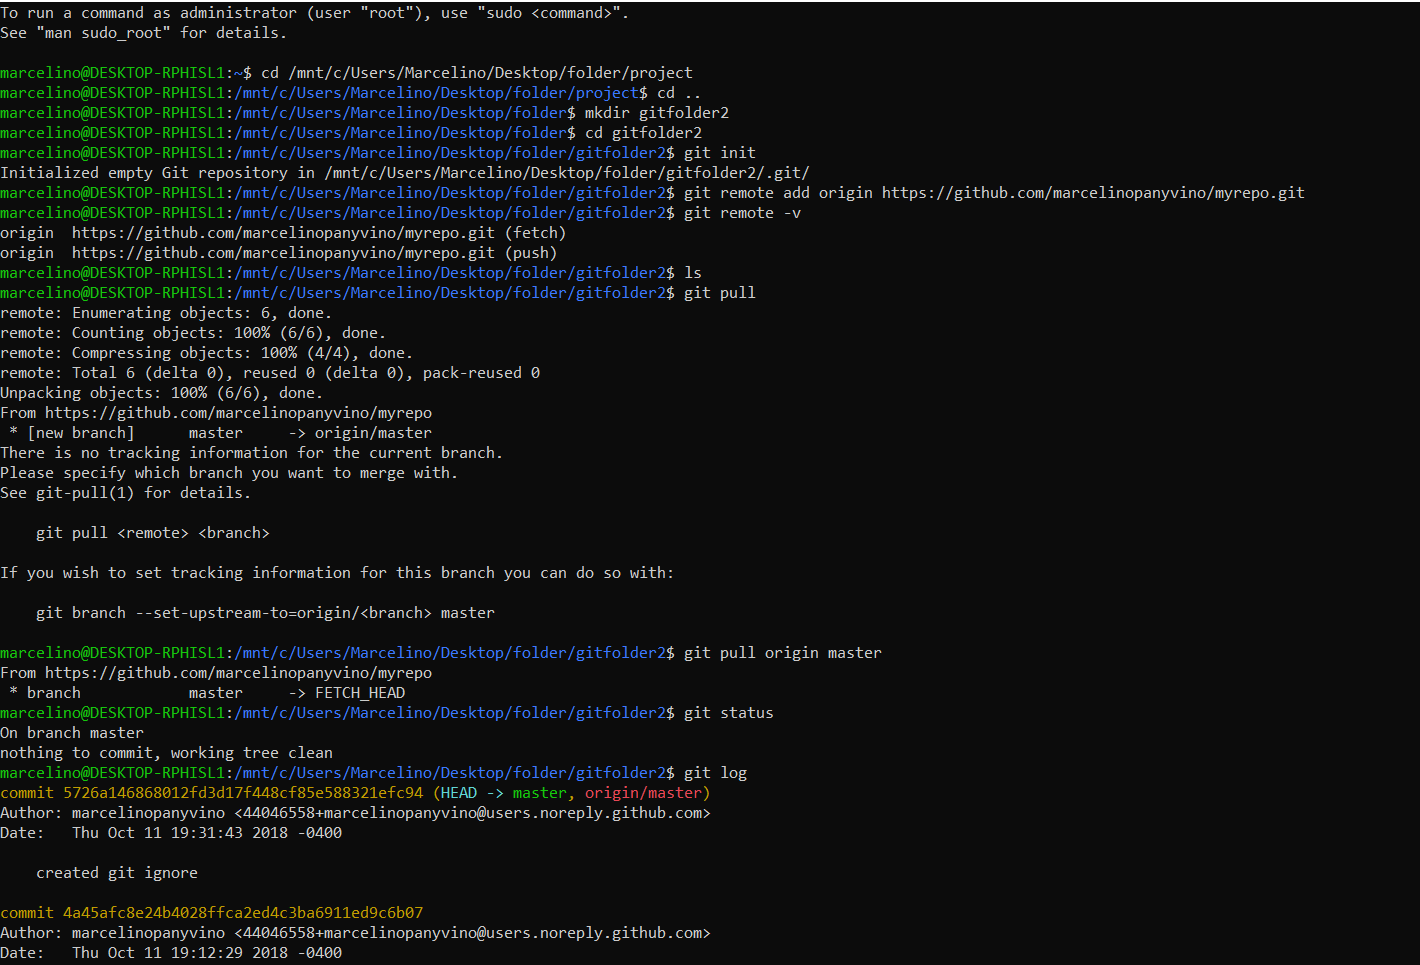 To run a command as administrator (user "root"), use "sudo <command>".
See "man sudo_root" for details.
marcelino@DESKTOP-RPHISL1:~$ cd /mnt/c/Users/Marcelino/Desktop/folder/project
marcelino@DESKTOP-RPHISL1:/mnt/c/Users/Marcelino/Desktop/folder/project$ cd ..
marcelino@DESKTOP-RPHISL1:/mnt/c/Users/Marcelino/Desktop/folder$ mkdir gitfolder2
marcelino@DESKTOP-RPHISL1:/mnt/c/Users/Marcelino/Desktop/folder$ cd gitfolder2
marcelino@DESKTOP-RPHISL1:/mnt/c/Users/Marcelino/Desktop/folder/gitfolder2$ git init
Initialized empty Git repository in /mnt/c/Users/Marcelino/Desktop/folder/gitfolder2/.git/
marcelino@DESKTOP-RPHISL1:/mnt/c/Users/Marcelino/Desktop/folder/gitfolder2$ git remote add origin https://github.com/marcelinopanyvino/myrepo.git
marcelino@DESKTOP-RPHISL1:/mnt/c/Users/Marcelino/Desktop/folder/gitfolder2$ git remote -v
origin  https://github.com/marcelinopanyvino/myrepo.git (fetch)
origin  https://github.com/marcelinopanyvino/myrepo.git (push)
marcelino@DESKTOP-RPHISL1:/mnt/c/Users/Marcelino/Desktop/folder/gitfolder2$ ls
marcelino@DESKTOP-RPHISL1:/mnt/c/Users/Marcelino/Desktop/folder/gitfolder2$ git pull
remote: Enumerating objects: 6, done.
remote: Counting objects: 100% (6/6), done.
remote: Compressing objects: 100% (4/4), done.
remote: Total 6 (delta 0), reused 0 (delta 0), pack-reused 0
Unpacking objects: 100% (6/6), done.
From https://github.com/marcelinopanyvino/myrepo
 * [new branch]      master     -> origin/master
There is no tracking information for the current branch.
Please specify which branch you want to merge with.
See git-pull(1) for details.
    git pull <remote> <branch>
If you wish to set tracking information for this branch you can do so with:
    git branch --set-upstream-to=origin/<branch> master
marcelino@DESKTOP-RPHISL1:/mnt/c/Users/Marcelino/Desktop/folder/gitfolder2$ git pull origin master
From https://github.com/marcelinopanyvino/myrepo
 * branch            master     -> FETCH_HEAD
marcelino@DESKTOP-RPHISL1:/mnt/c/Users/Marcelino/Desktop/folder/gitfolder2$ git status
On branch master
nothing to commit, working tree clean
marcelino@DESKTOP-RPHISL1:/mnt/c/Users/Marcelino/Desktop/folder/gitfolder2$ git log
commit 5726a146868012fd3d17f448cf85e588321efc94 (HEAD -> master, origin/master)
Author: marcelinopanyvino <44046558+marcelinopanyvino@users.noreply.github.com>
Date:   Thu Oct 11 19:31:43 2018 -0400
    created git ignore
commit 4a45afc8e24b4028ffca2ed4c3ba6911ed9c6b07
Author: marcelinopanyvino <44046558+marcelinopanyvino@users.noreply.github.com>
Date:   Thu Oct 11 19:12:29 2018 -0400